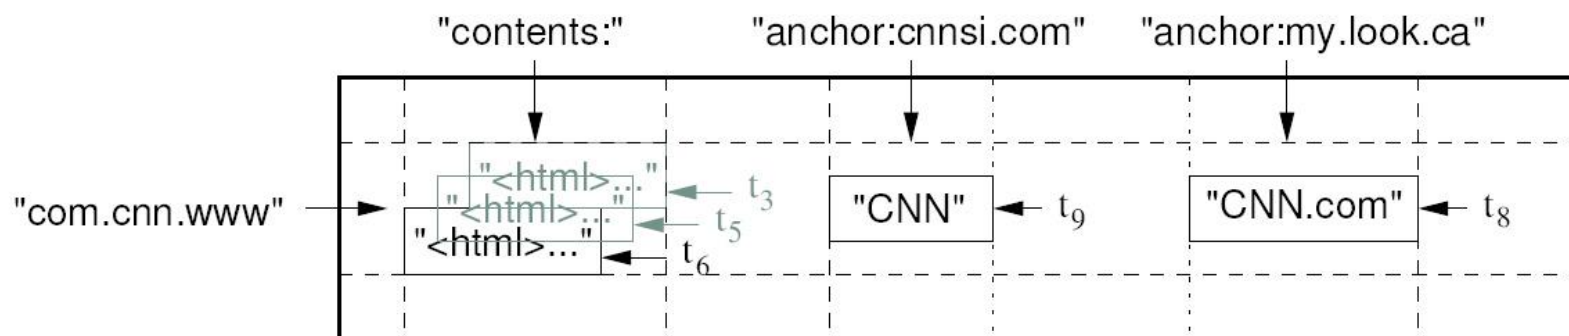 "contents:" "anchor:cnnsi.com" "anchor:my.look.ca"
"<html>..." t3
"com.cnn.www" "<html>..." t5 "CNN" t9 "CNN.com" t8
"<html>..." t6